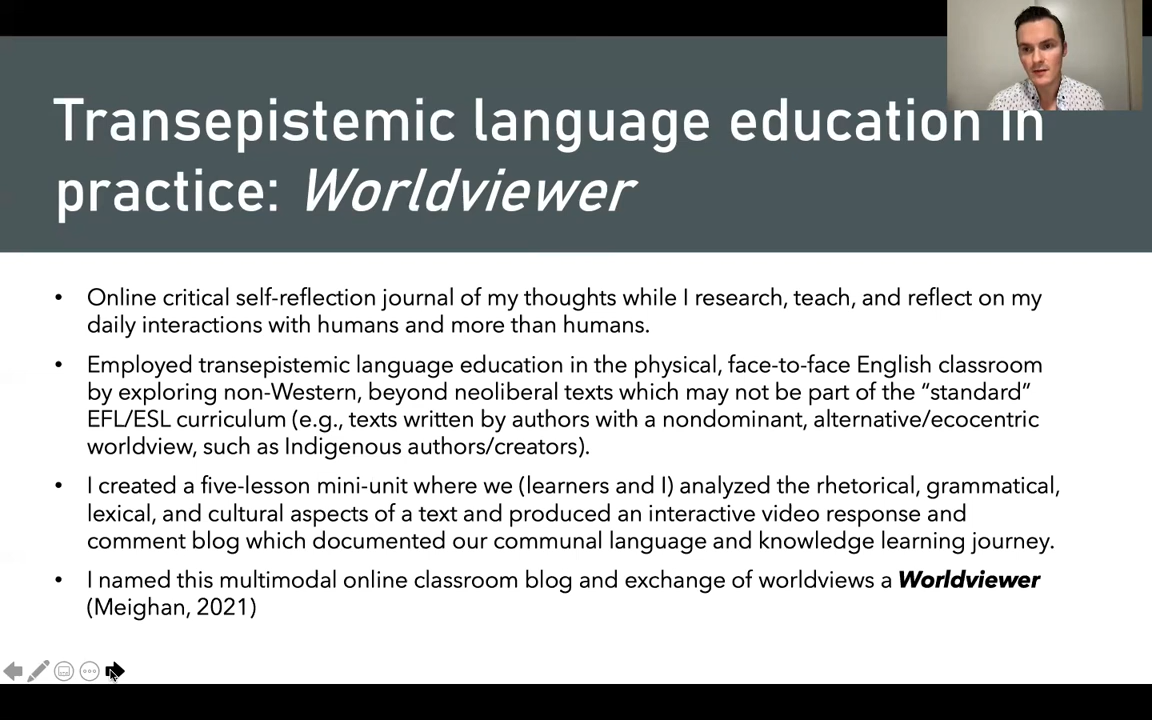 Transepistemic language education in
practice: Worldviewer
• Online critical self-reflection journal of my thoughts while I research, teach, and reflect on my
daily interactions with humans and more than humans.
• Employed transepistemic language education in the physical, face-to-face English classroom
by exploring non-Western, beyond neoliberal texts which may not be part of the “standard”
EFL/ESL curriculum (e.g., texts written by authors with a nondominant, alternative/ecocentric
worldview, such as Indigenous authors/creators).
• I created a five-lesson mini-unit where we (learners and I) analyzed the rhetorical, grammatical,
lexical, and cultural aspects of a text and produced an interactive video response and
comment blog which documented our communal language and knowledge learning journey.
• I named this multimodal online classroom blog and exchange of worldviews a Worldviewer
(Meighan, 2021)